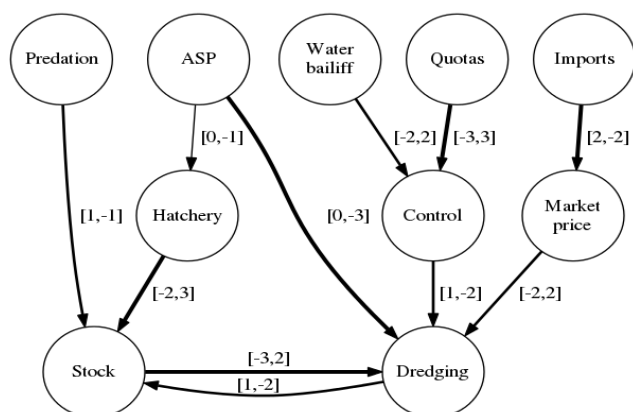 Predation
ASP
Water
bailiff
Quotas
Imports
[0,-1]
[-2,2]
[-3,3]
[2,-2]
[1,-1]
Hatchery
[0,-3]
Control
Market
price
[-2,3]
[1,-2]
[-2,2]
Stock
[-3,2]
[1,-2]
Dredging